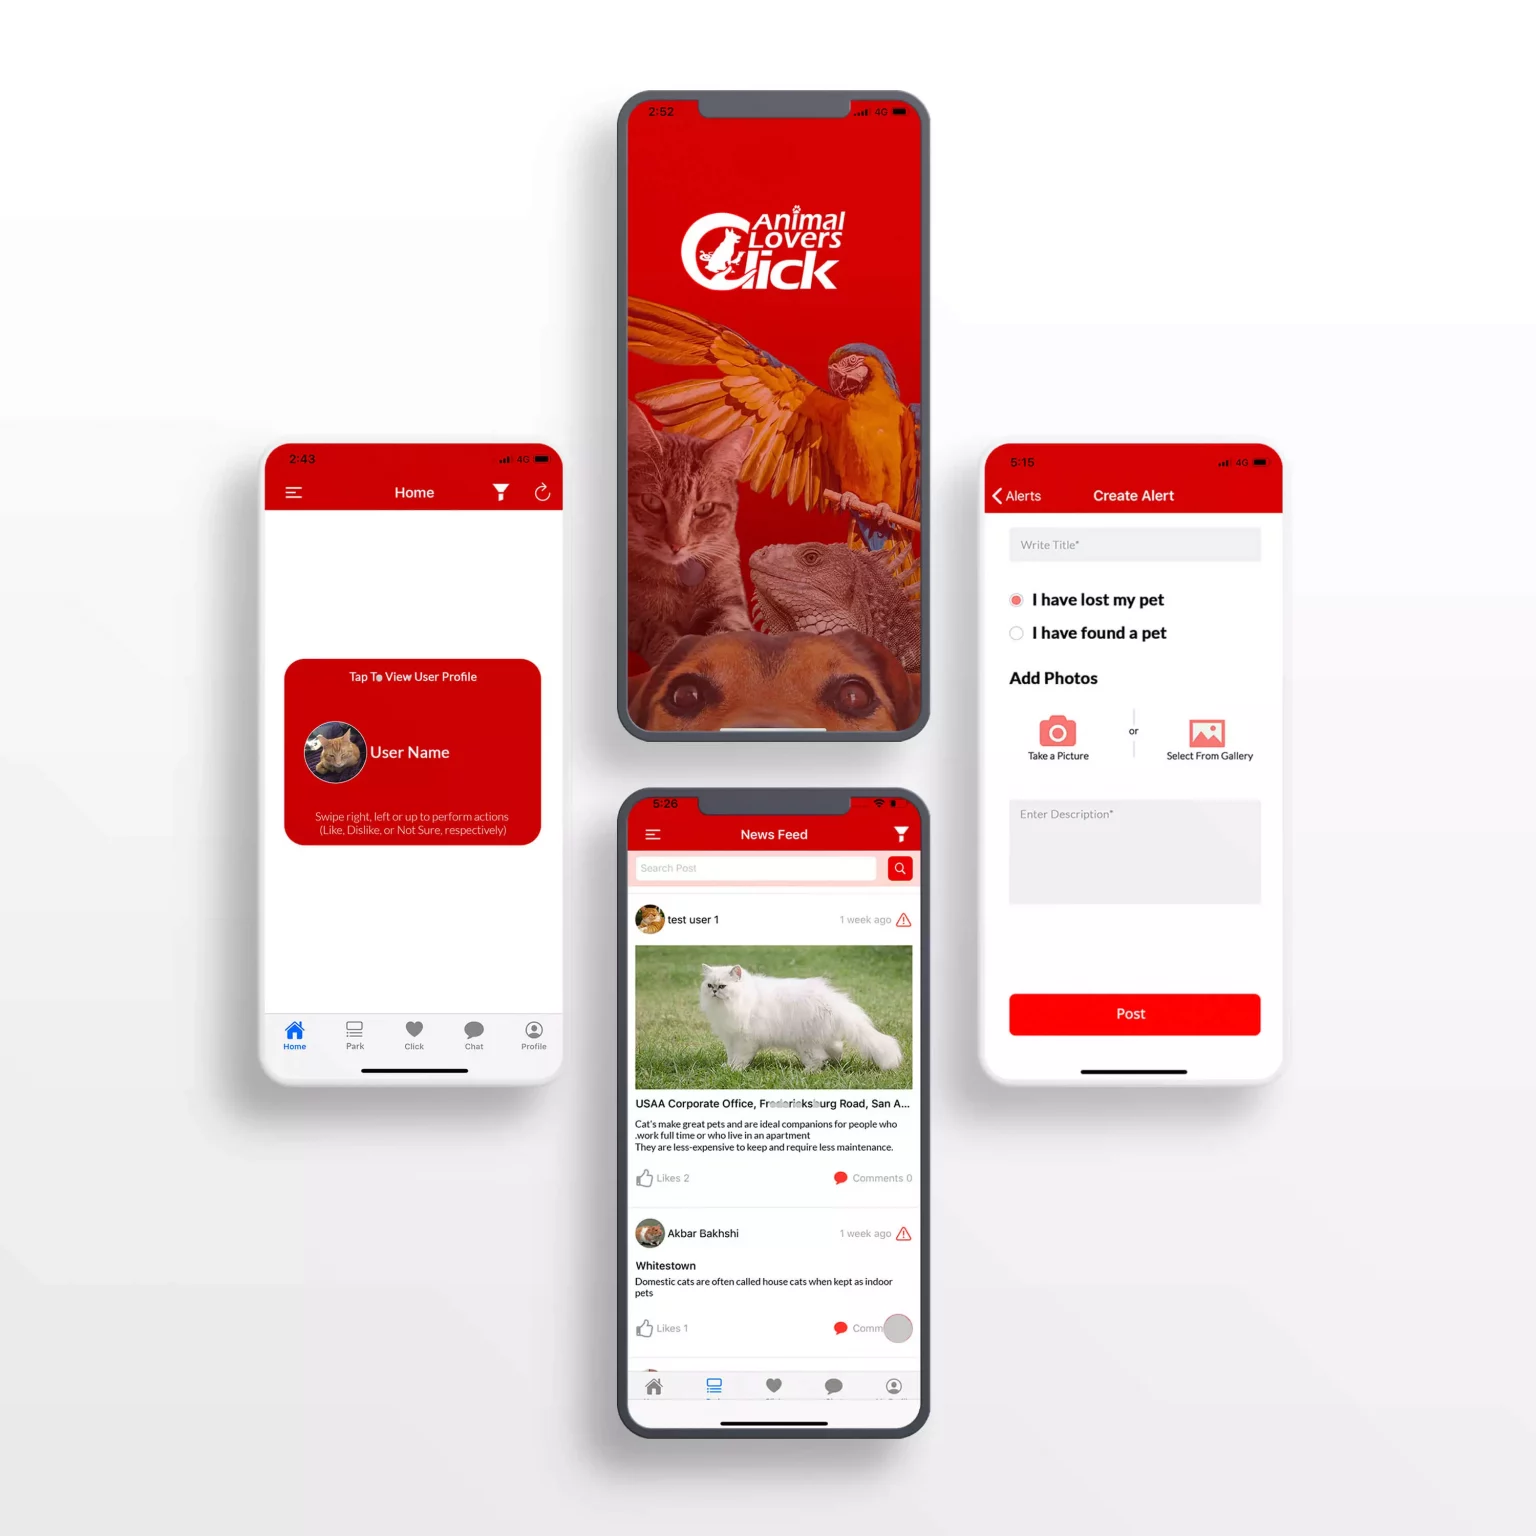 2:52
4G
Animal
Lovers
Click
2:43
4G
Home
Tap To View User Profile
User Name
Swipe right, left or up to perform actions
(Like, Dislike, or Not Sure, respectively)
Home
Park
Click
Chat
Profile
5:15
4G
Alerts
Create Alert
Write Title*
I have lost my pet
I have found a pet
Add Photos
Take a Picture
or
Select From Gallery
Enter Description*
Post
5:26
News Feed
Search Post
test user 1
1 week ago
USAA Corporate Office, Fredericksburg Road, San A...
Cat's make great pets and are ideal companions for people who
.work full time or who live in an apartment
They are less-expensive to keep and require less maintenance.
Likes 2
Comments 0
Akbar Bakhshi
1 week ago
Whitestown
Domestic cats are often called house cats when kept as indoor
pets
Likes 1
Comm